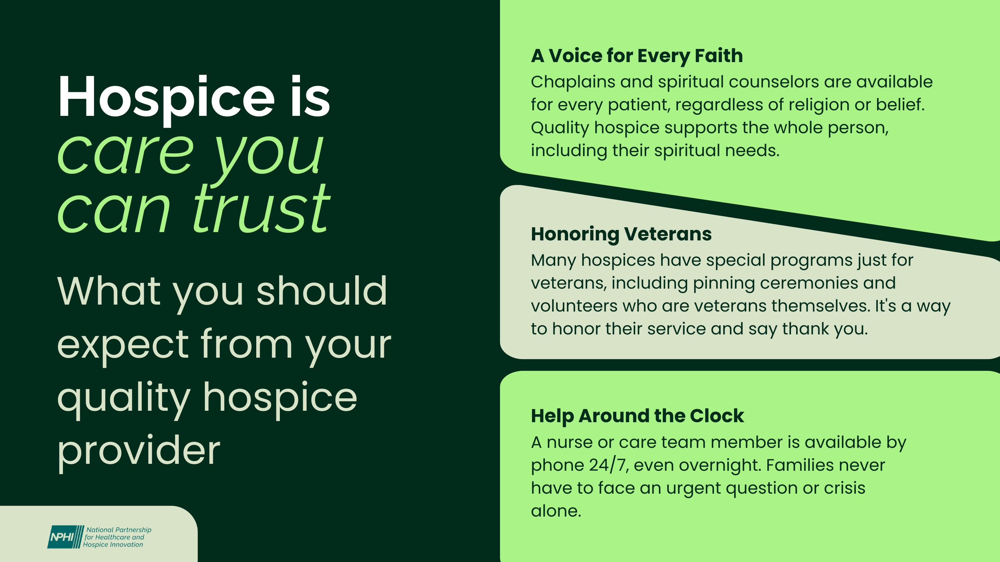 Hospice is
care you
can trust
What you should
expect from your
quality hospice
provider
NPHI
National Partnership
for Healthcare and
Hospice Innovation
A Voice for Every Faith
Chaplains and spiritual counselors are available
for every patient, regardless of religion or belief.
Quality hospice supports the whole person,
including their spiritual needs.
Honoring Veterans
Many hospices have special programs just for
veterans, including pinning ceremonies and
volunteers who are veterans themselves. It's a way
to honor their service and say thank you.
Help Around the Clock
A nurse or care team member is available by
phone 24/7, even overnight. Families never
have to face an urgent question or crisis
alone.